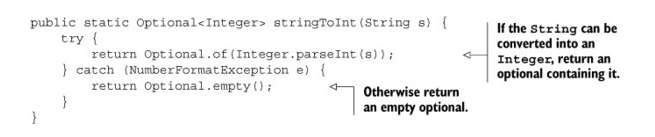 public static Optional<Integer> stringToInt(String s) {
    try {
        return Optional.of(Integer.parseInt(s));
    } catch (NumberFormatException e) {
        return Optional.empty();
    }
}
If the String can be
converted into an
Integer, return an
optional containing it.
Otherwise return
an empty optional.